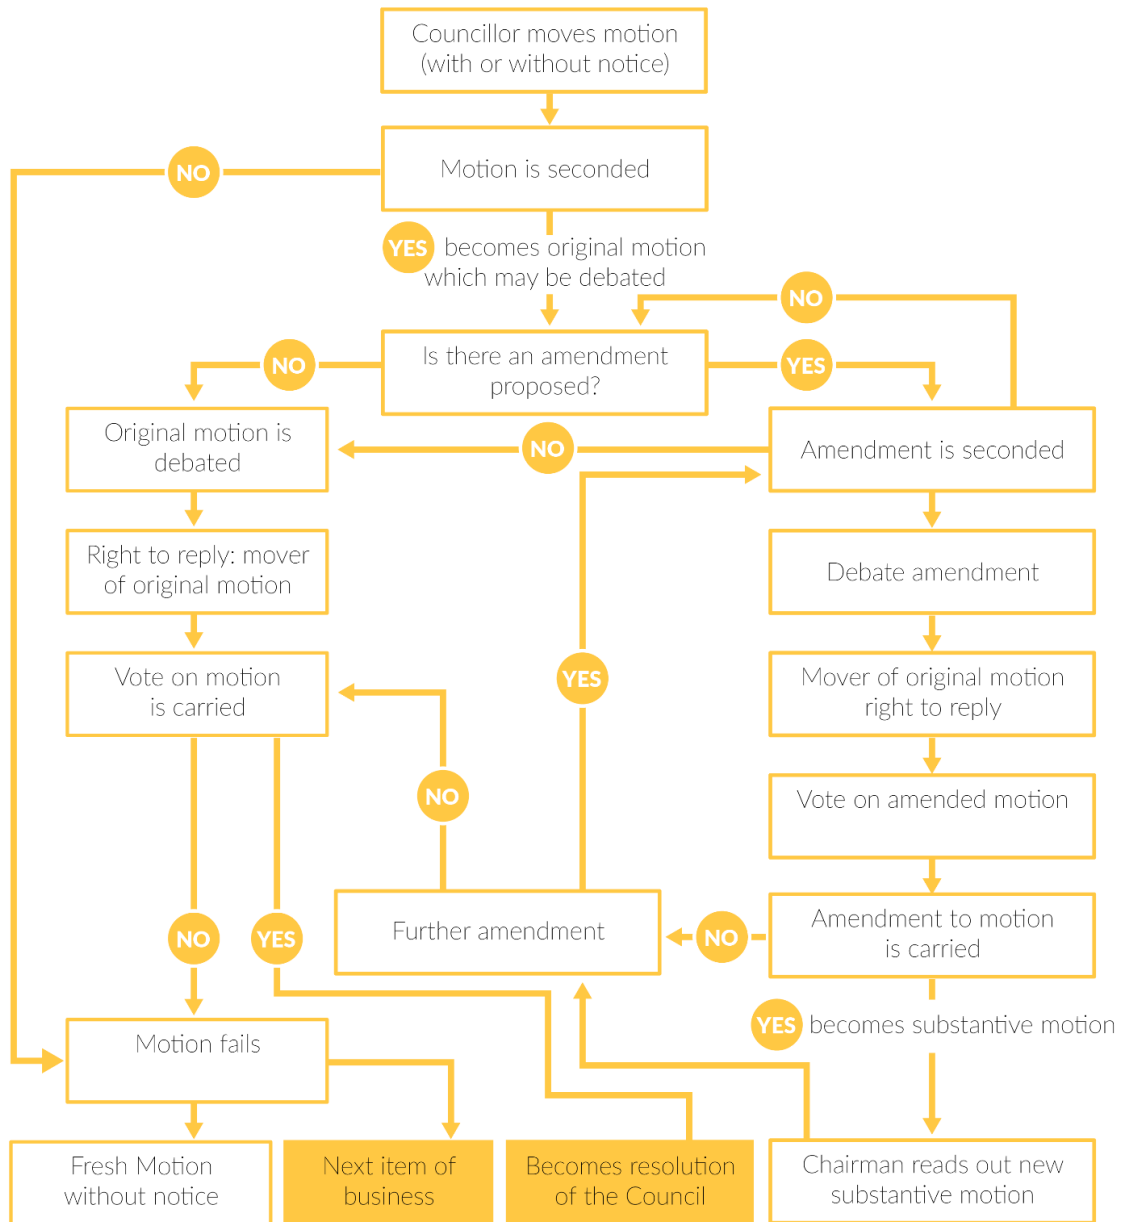 Councillor moves motion
(with or without notice)
Motion is seconded
NO
YES becomes original motion
which may be debated
NO
Is there an amendment
proposed?
NO
YES
Original motion is
debated
NO
Amendment is seconded
Right to reply: mover
of original motion
Debate amendment
Vote on motion
is carried
YES
Mover of original motion
right to reply
NO
Vote on amended motion
NO
YES
Further amendment
NO
Amendment to motion
is carried
YES becomes substantive motion
Motion fails
Fresh Motion
without notice
Next item of
business
Becomes resolution
of the Council
Chairman reads out new
substantive motion